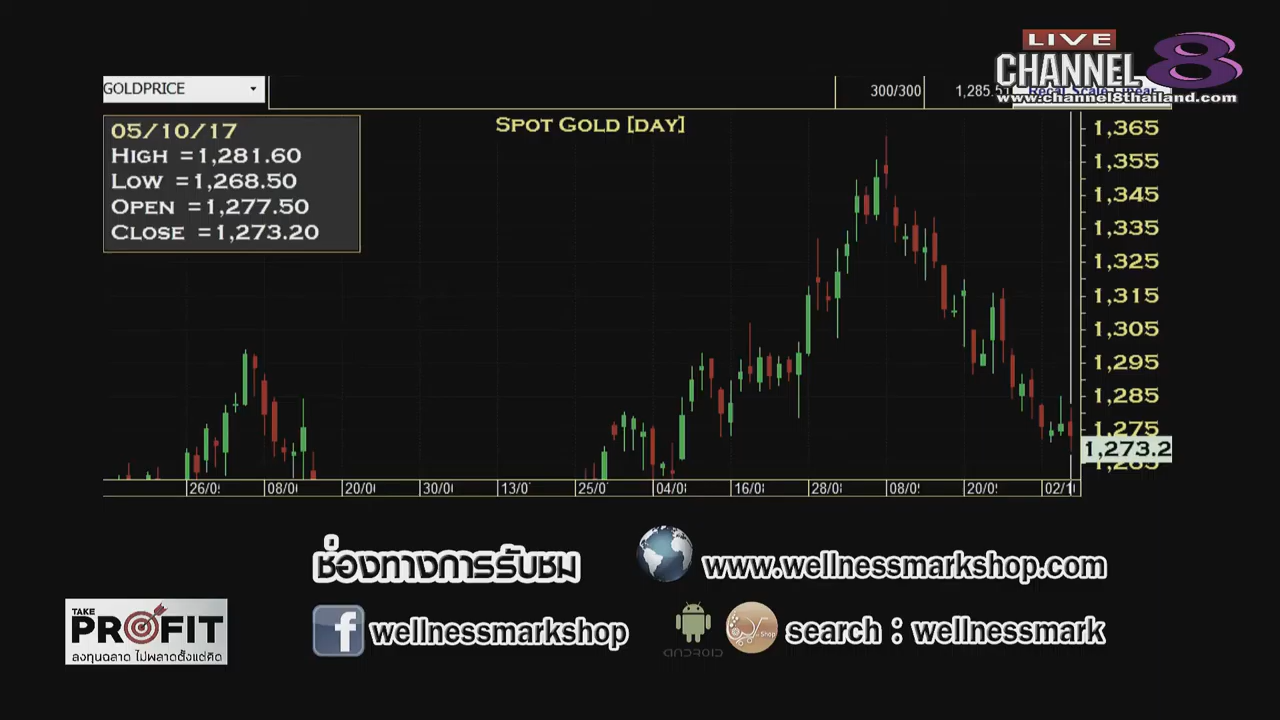 LIVE
CHANNEL 8
www.channel8thailand.com
GOLDPRICE
300/300
05/10/17
HIGH =1,281.60
LOW =1,268.50
OPEN =1,277.50
CLOSE =1,273.20
SPOT GOLD [DAY]
1,365
1,355
1,345
1,335
1,325
1,315
1,305
1,295
1,285
1,275
1,273.2
1,265
26/0
08/0
20/0
30/0
13/0
25/0
04/0
16/0
28/0
08/0
20/0
02/1
ช่องทางการรับชม
www.wellnessmarkshop.com
wellnessmarkshop
ANDROID
search : wellnessmark
TAKE
PROFIT
ลงทุนฉลาด ไม่พลาดตั้งแต่คิด